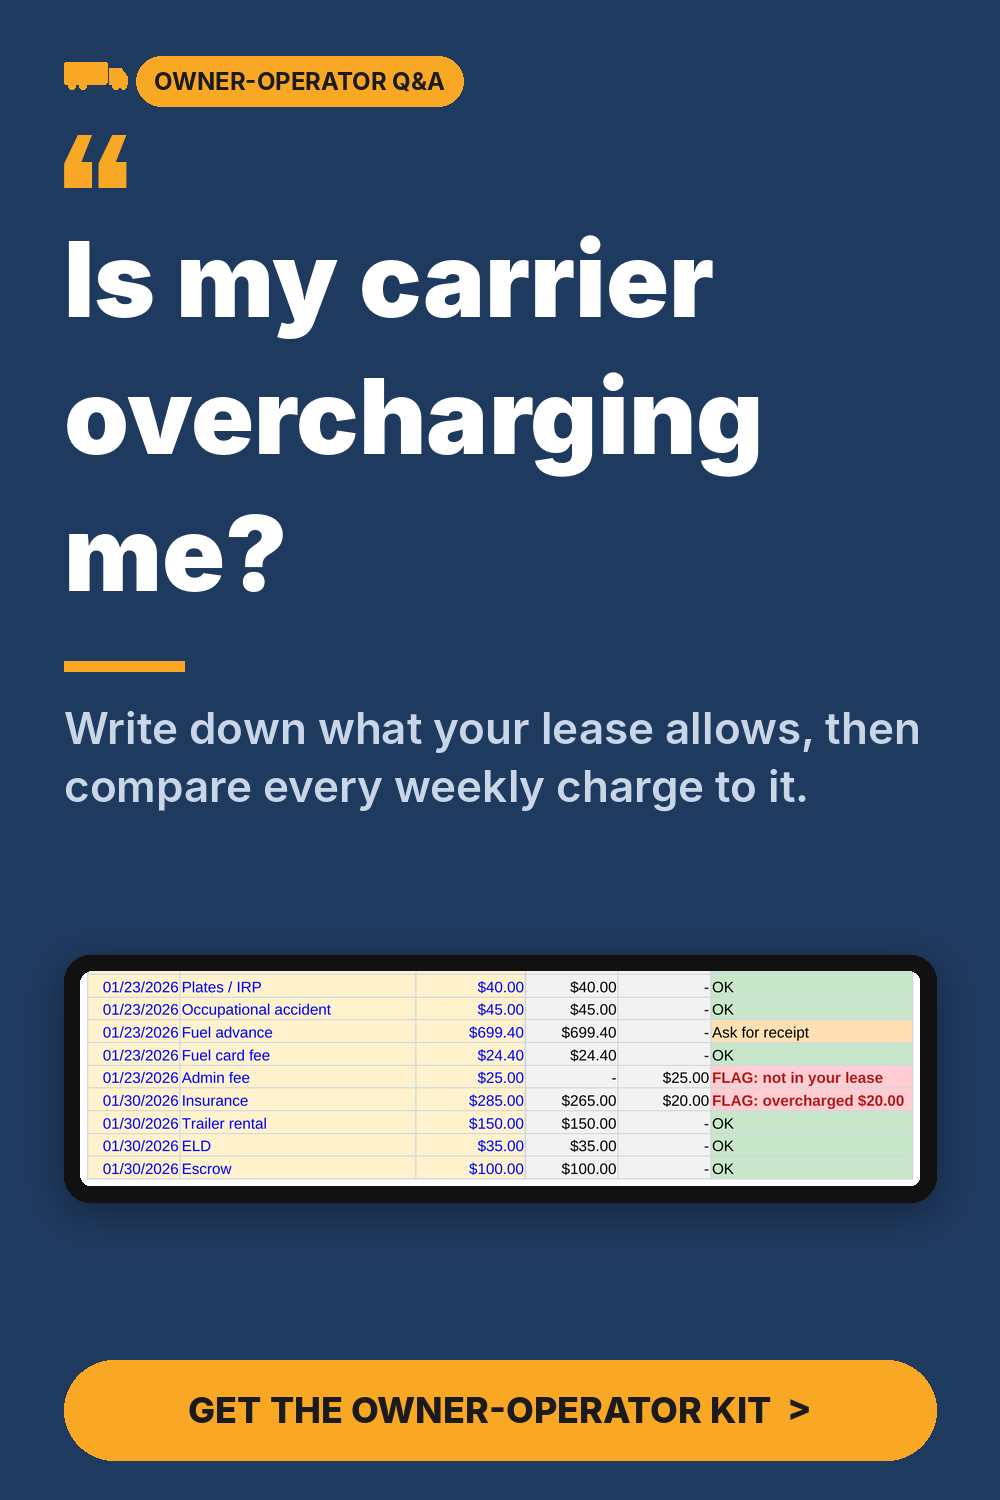 OWNER-OPERATOR Q&A
“
Is my carrier
overcharging
me?
Write down what your lease allows, then
compare every weekly charge to it.
01/23/2026 Plates / IRP $40.00 $40.00 - OK
01/23/2026 Occupational accident $45.00 $45.00 - OK
01/23/2026 Fuel advance $699.40 $699.40 - Ask for receipt
01/23/2026 Fuel card fee $24.40 $24.40 - OK
01/23/2026 Admin fee $25.00 - $25.00 FLAG: not in your lease
01/30/2026 Insurance $285.00 $265.00 $20.00 FLAG: overcharged $20.00
01/30/2026 Trailer rental $150.00 $150.00 - OK
01/30/2026 ELD $35.00 $35.00 - OK
01/30/2026 Escrow $100.00 $100.00 - OK
GET THE OWNER-OPERATOR KIT >